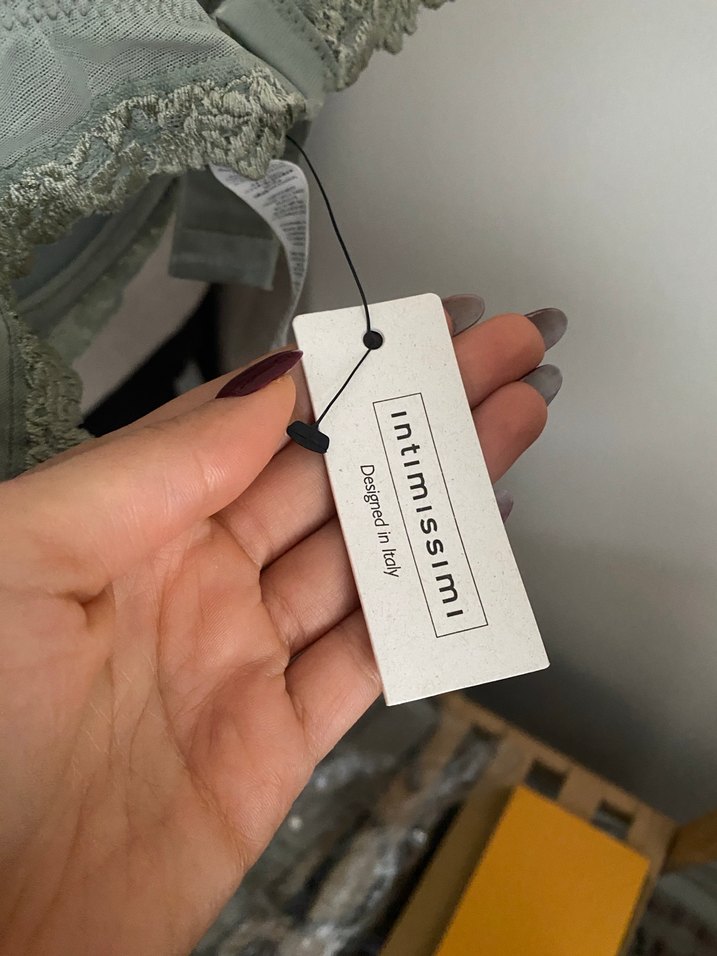 intimissimi
Designed in Italy